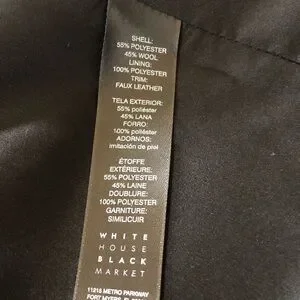 SHELL:
55% POLYESTER
45% WOOL
LINING:
100% POLYESTER
TRIM:
FAUX LEATHER
TELA EXTERIOR:
55% poliéster
45% LANA
FORRO:
100% poliéster
ADORNOS:
imitación de piel
ÉTOFFE
EXTÉRIEURE:
55% POLYESTER
45% LAINE
DOUBLURE:
100% POLYESTER
GARNITURE:
SIMILICUIR
WHITE
HOUSE
BLACK
MARKET
11215 METRO PARKWAY
FORT MYERS,